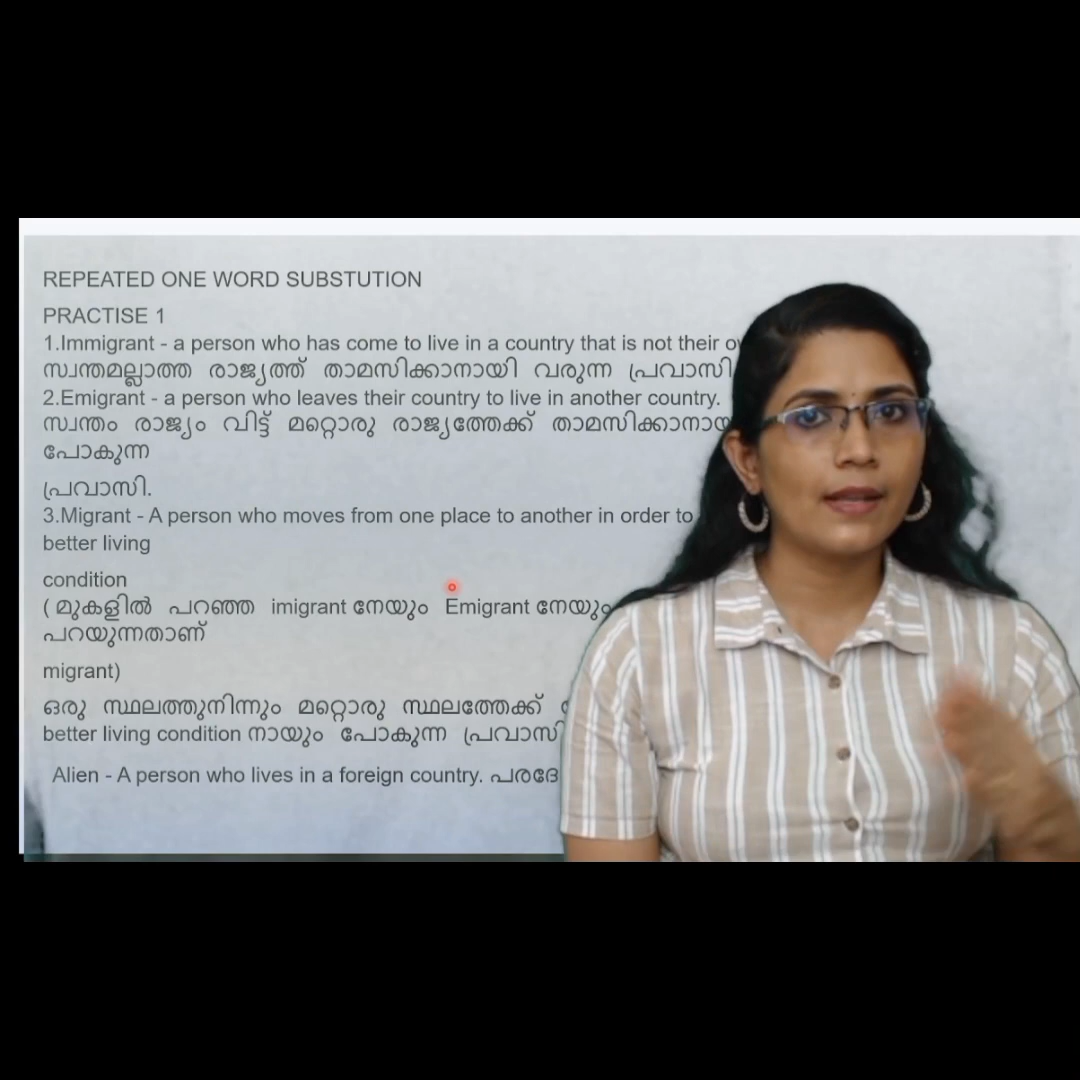 REPEATED ONE WORD SUBSTUTION
PRACTISE 1
1.Immigrant - a person who has come to live in a country that is not their
സ്വന്തമല്ലാത്ത രാജ്യത്ത് താമസിക്കാനായി വരുന്ന പ്രവാസി
2.Emigrant - a person who leaves their country to live in another country.
സ്വന്തം രാജ്യം വിട്ട് മറ്റൊരു രാജ്യത്തേക്ക്
പോകുന്ന
പ്രവാസി.
3.Migrant - A person who moves from one place to another in order to
better living
condition
( മുകളിൽ പറഞ്ഞ imigrant നേയും Emigrant നേയും
പറയുന്നതാണ്
migrant)
ഒരു സ്ഥലത്തുനിന്നും മറ്റൊരു സ്ഥലത്തേക്ക്
better living condition നായും പോകുന്ന പ്രവാസി
Alien - A person who lives in a foreign country.